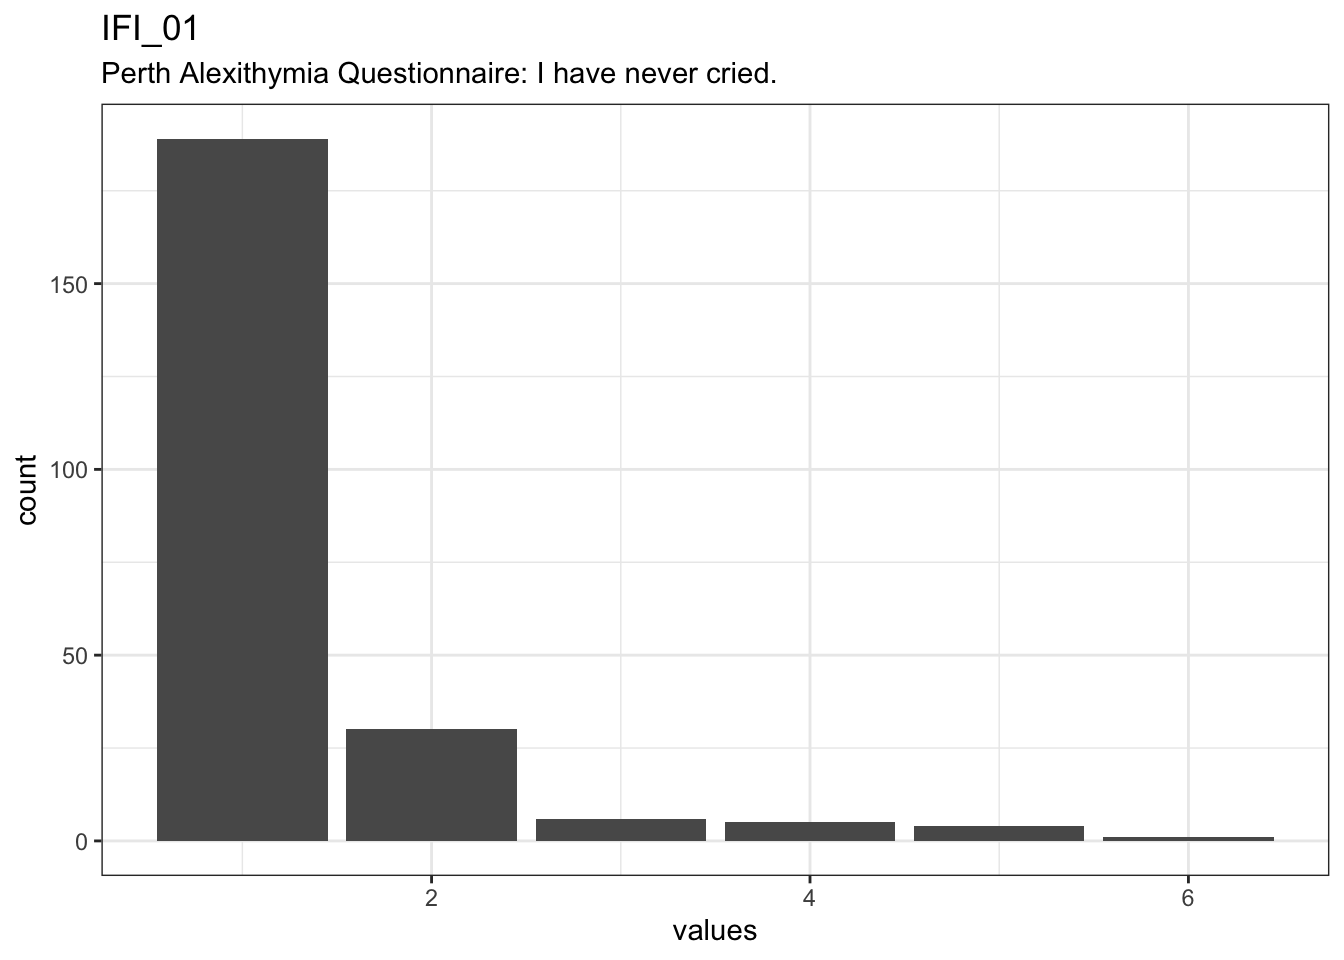 IFI_01
Perth Alexithymia Questionnaire: I have never cried.
150
100
50
0
count
2
4
6
values